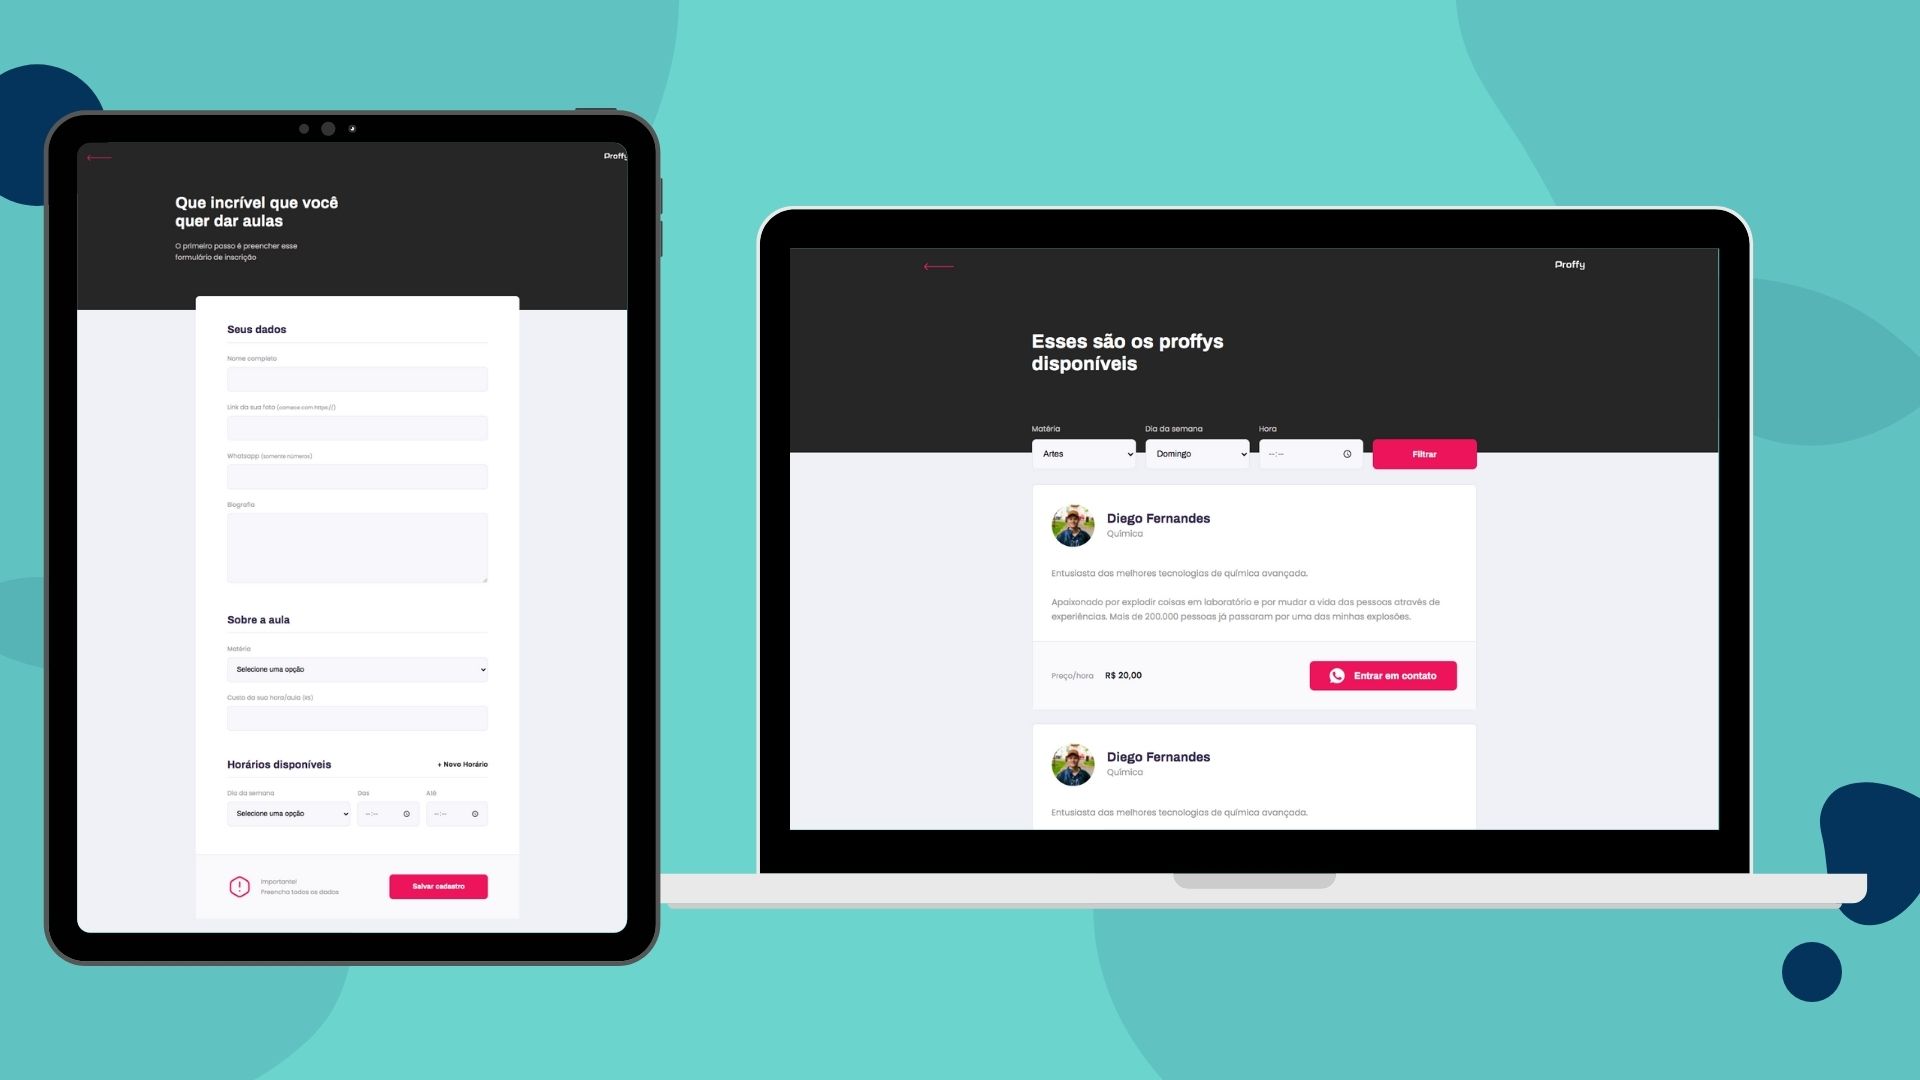 Proffy
Que incrível que você
quer dar aulas
O primeiro passo é preencher esse
formulário de inscrição
Seus dados
Nome completo
Link da sua foto (comece com https://)
Whatsapp (somente números)
Biografia
Sobre a aula
Matéria
Selecione uma opção
Custo da sua hora/aula (R$)
Horários disponíveis
+ Novo Horário
Dia da semana Das Até
Selecione uma opção --:-- --:--
Importante!
Preencha todos os dados
Salvar cadastro
Proffy
Esses são os proffys
disponíveis
Matéria Dia da semana Hora
Artes Domingo --:-- Filtrar
Diego Fernandes
Química
Entusiasta das melhores tecnologias de química avançada.
Apaixonado por explodir coisas em laboratório e por mudar a vida das pessoas através de
experiências. Mais de 200.000 pessoas já passaram por uma das minhas explosões.
Preço/hora R$ 20,00
Entrar em contato
Diego Fernandes
Química
Entusiasta das melhores tecnologias de química avançada.